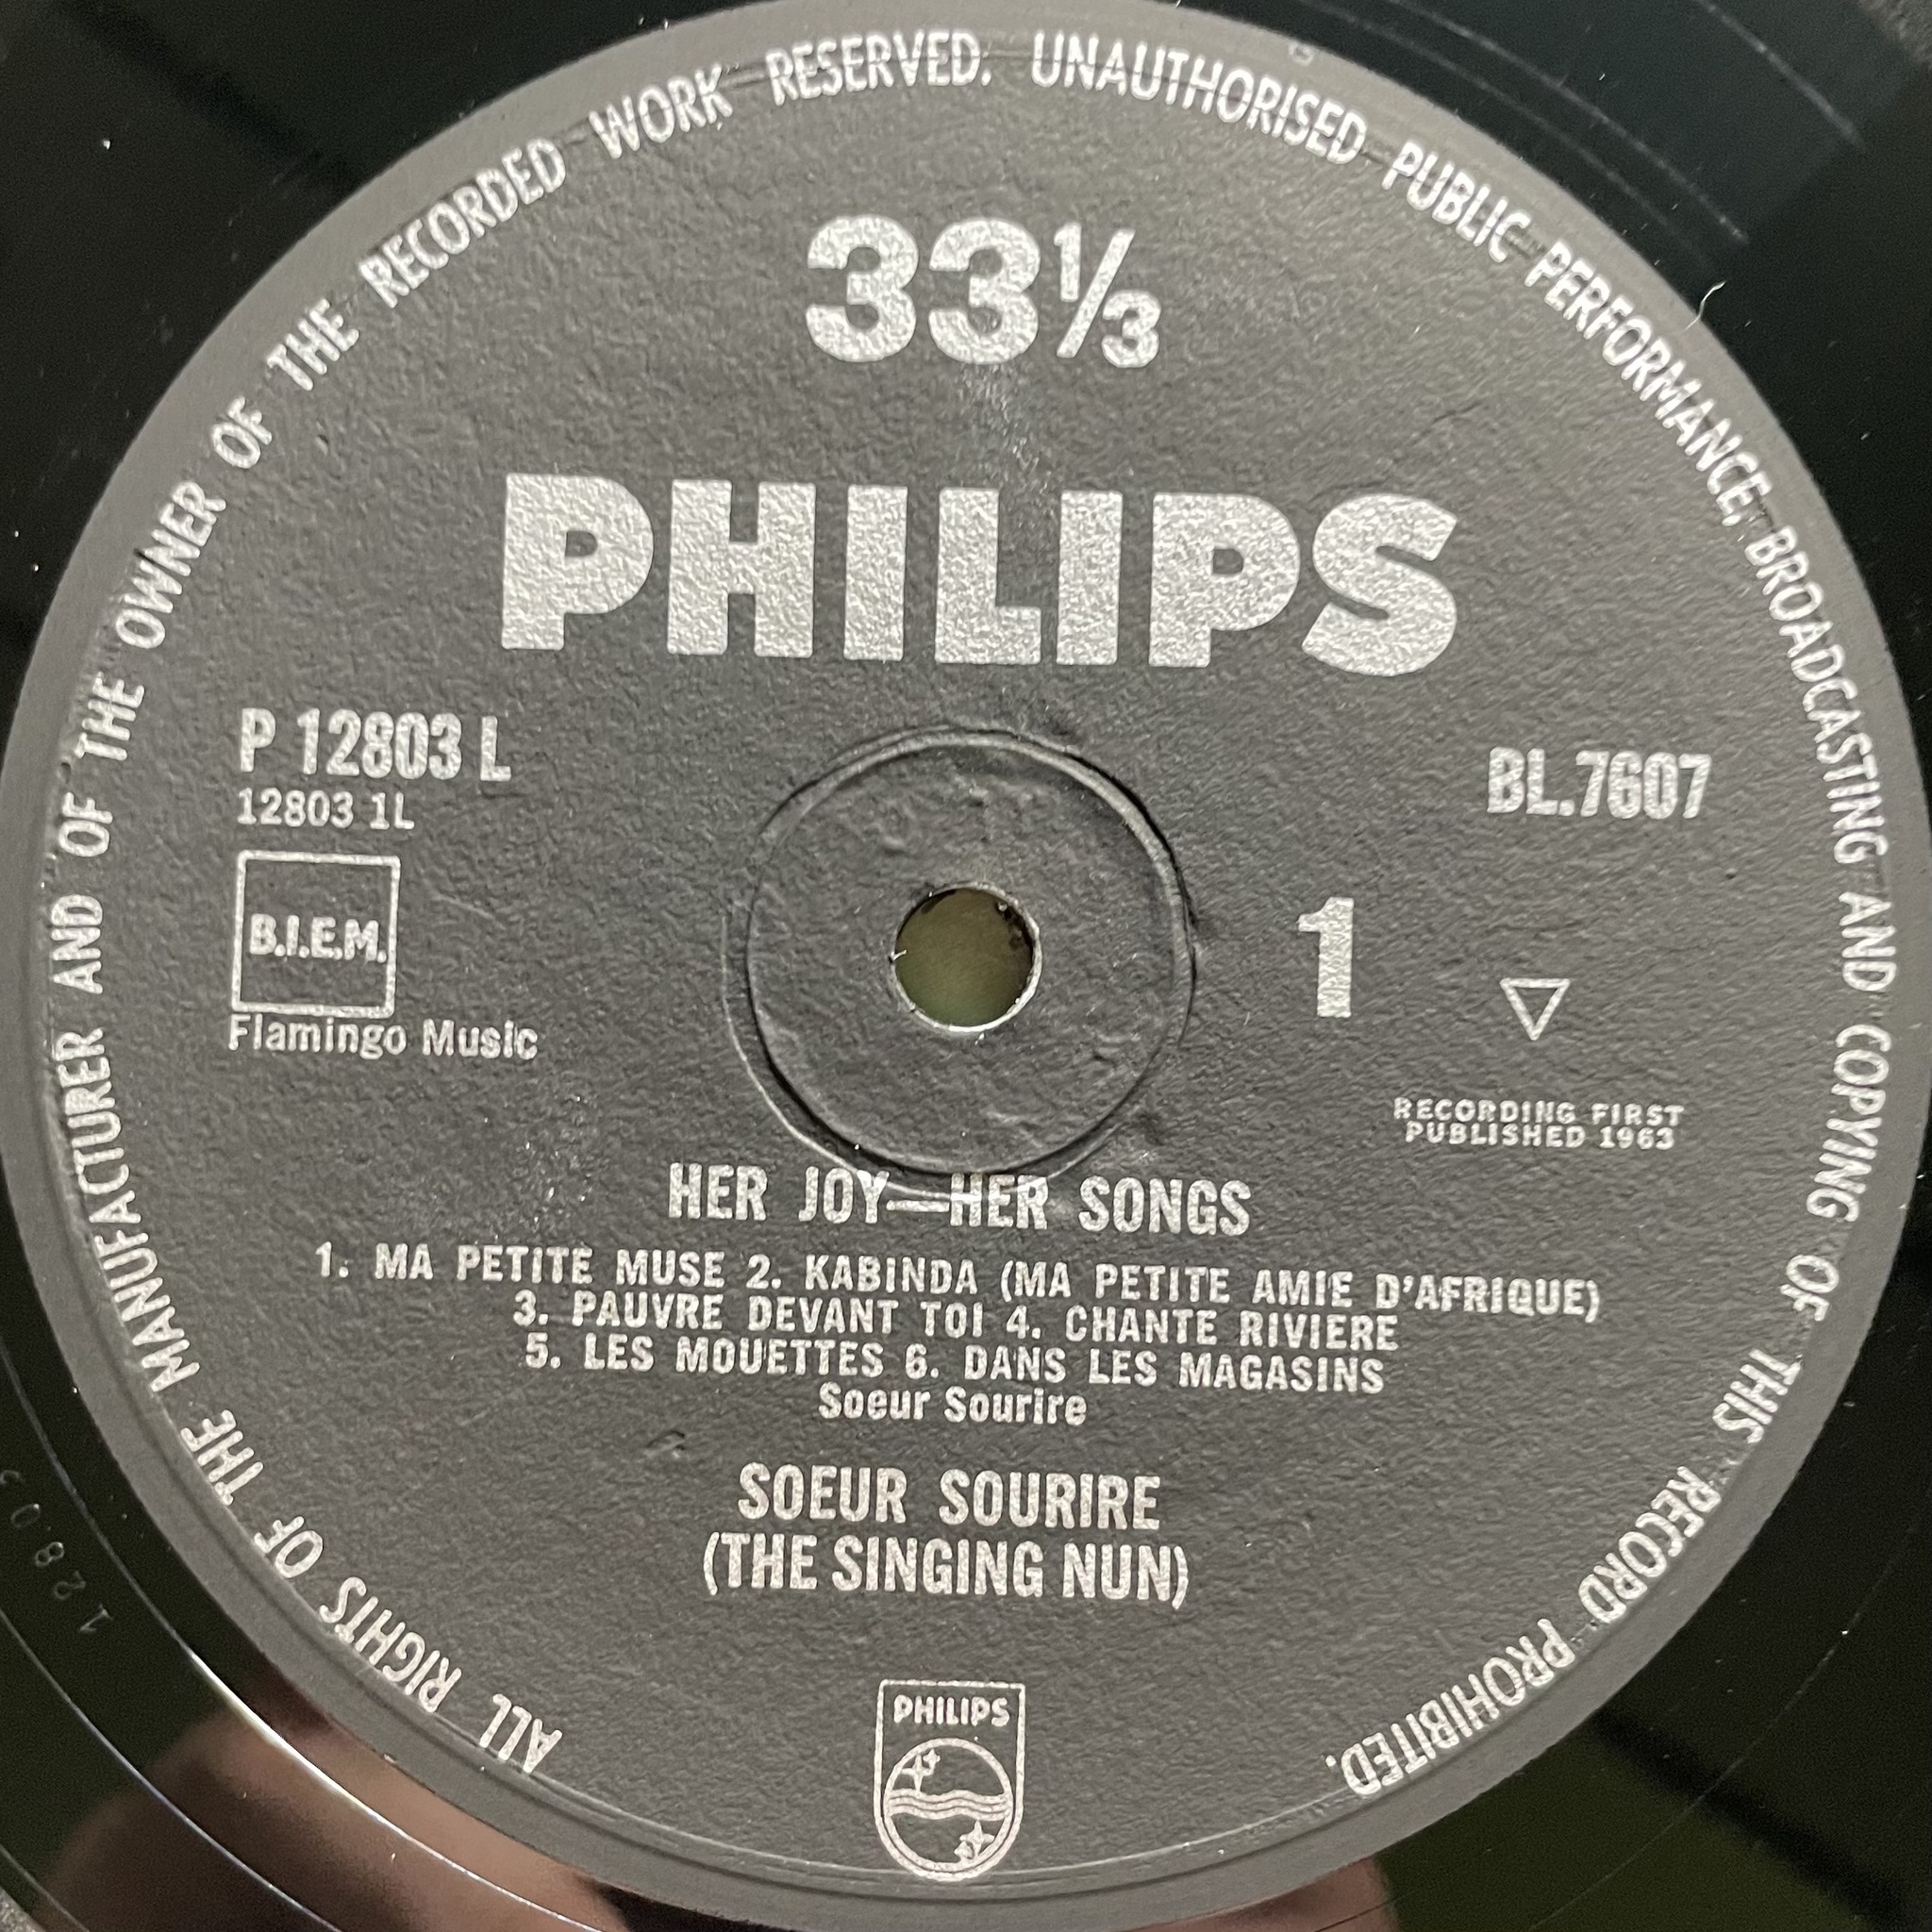 ALL RIGHTS OF THE MANUFACTURER AND OF THE OWNER OF THE RECORDED WORK RESERVED. UNAUTHORISED PUBLIC PERFORMANCE, BROADCASTING AND COPYING OF THIS RECORD PROHIBITED.
33⅓
PHILIPS
P 12803 L
12803 1L
B.I.E.M.
Flamingo Music
BL.7607
1
RECORDING FIRST
PUBLISHED 1963
HER JOY—HER SONGS
1. MA PETITE MUSE 2. KABINDA (MA PETITE AMIE D'AFRIQUE)
3. PAUVRE DEVANT TOI 4. CHANTE RIVIERE
5. LES MOUETTES 6. DANS LES MAGASINS
Soeur Sourire
SOEUR SOURIRE
(THE SINGING NUN)
PHILIPS